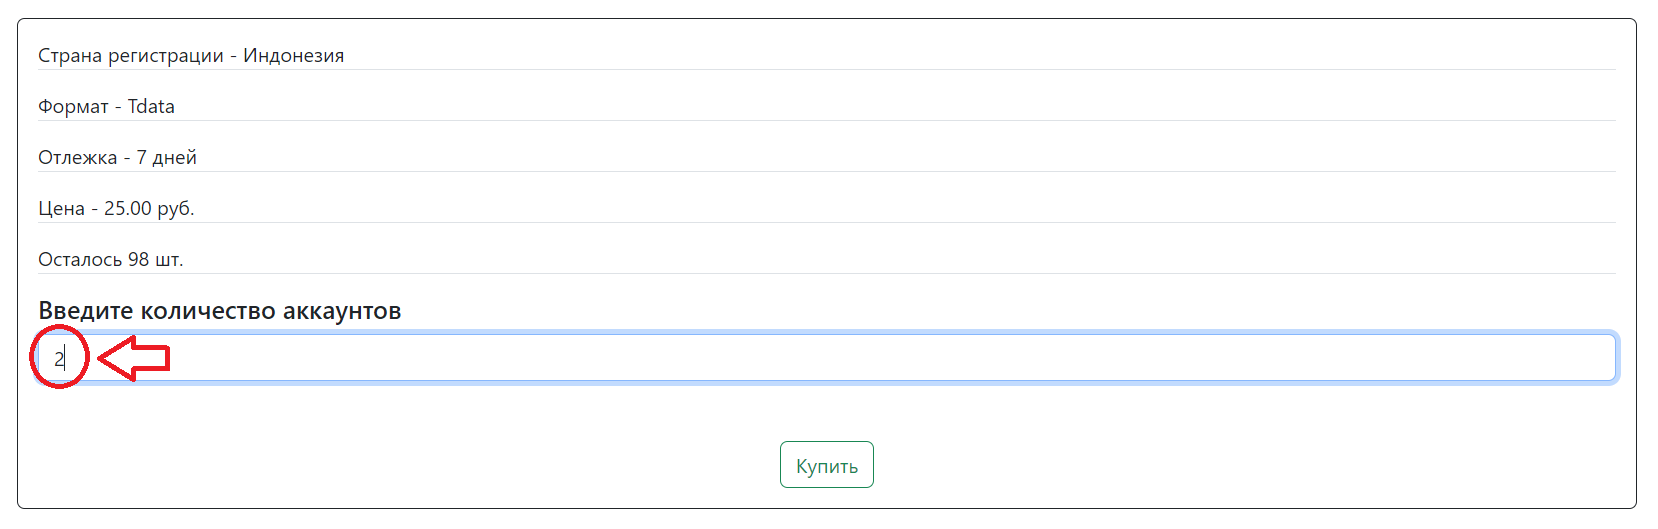 Страна регистрации - Индонезия
Формат - Tdata
Отлежка - 7 дней
Цена - 25.00 руб.
Осталось 98 шт.
Введите количество аккаунтов
2
Купить